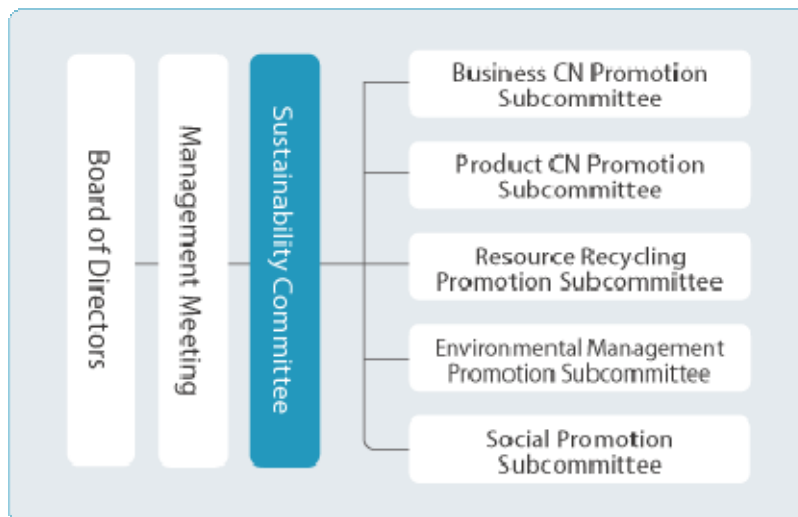 Board of Directors
Management Meeting
Sustainability Committee
Business CN Promotion
Subcommittee
Product CN Promotion
Subcommittee
Resource Recycling
Promotion Subcommittee
Environmental Management
Promotion Subcommittee
Social Promotion
Subcommittee